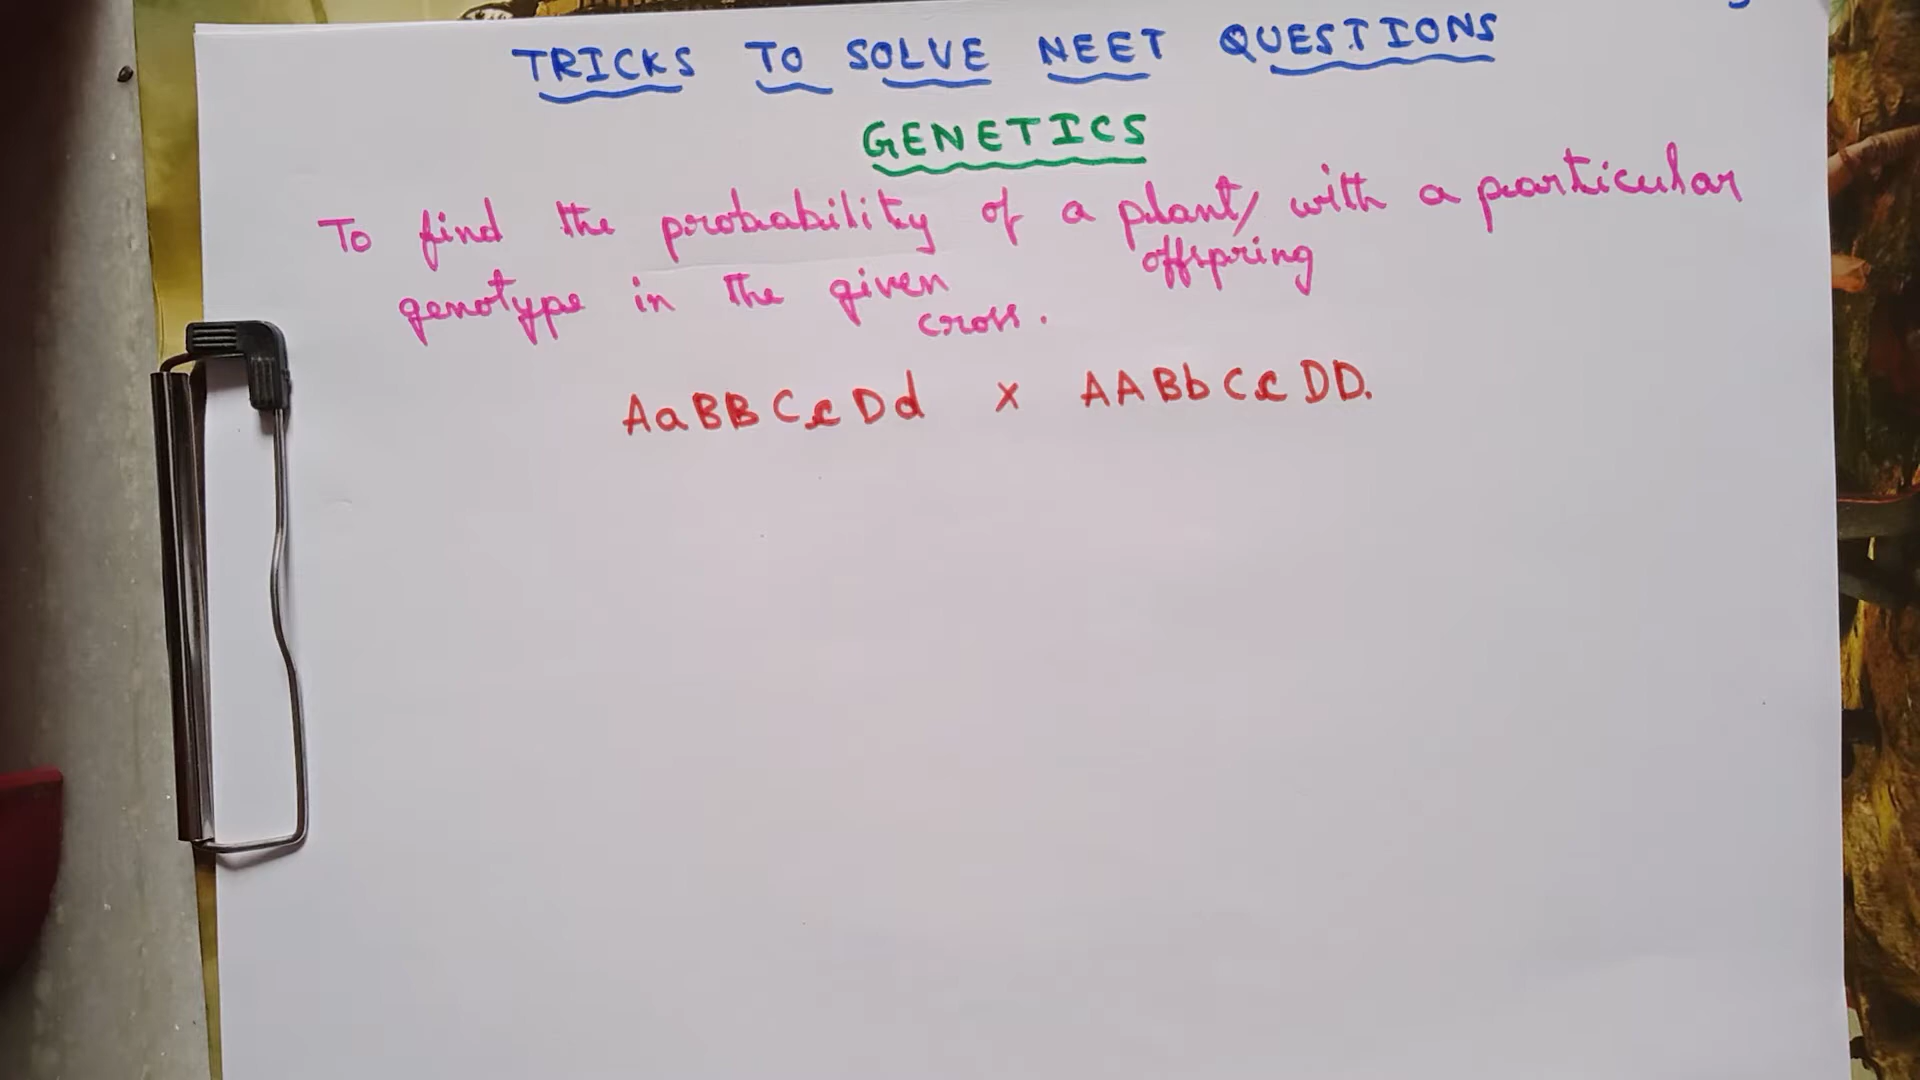 TRICKS TO SOLVE NEET QUESTIONS
GENETICS
To find the probability of a plant/ with a particular
offspring
genotype in the given
cross.
AaBBCcDd x AABbCcDD.